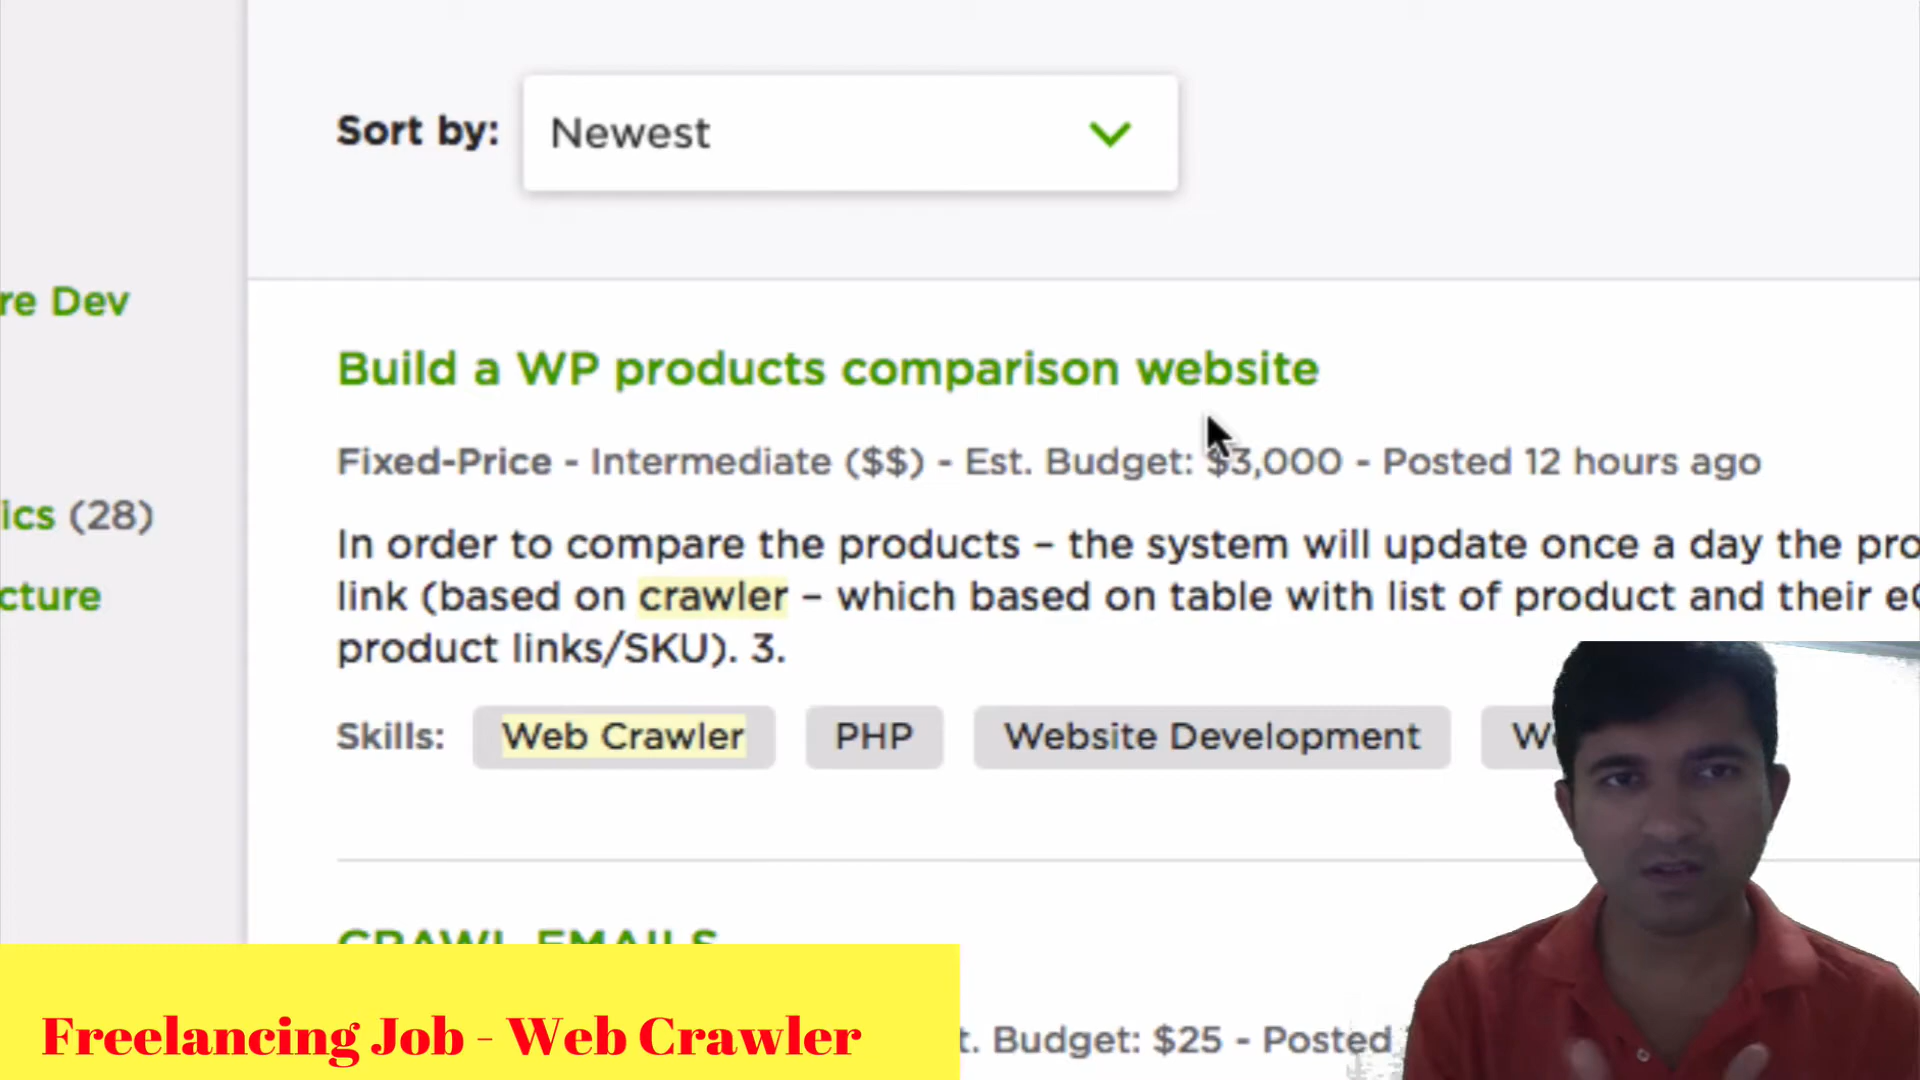 Sort by: Newest
re Dev
Build a WP products comparison website
Fixed-Price - Intermediate ($$) - Est. Budget: $3,000 - Posted 12 hours ago
ics (28)
In order to compare the products – the system will update once a day the pro
link (based on crawler – which based on table with list of product and their eC
cture
product links/SKU). 3.
Skills: Web Crawler PHP Website Development
CRAWL EMAILS
t. Budget: $25 - Posted
Freelancing Job - Web Crawler